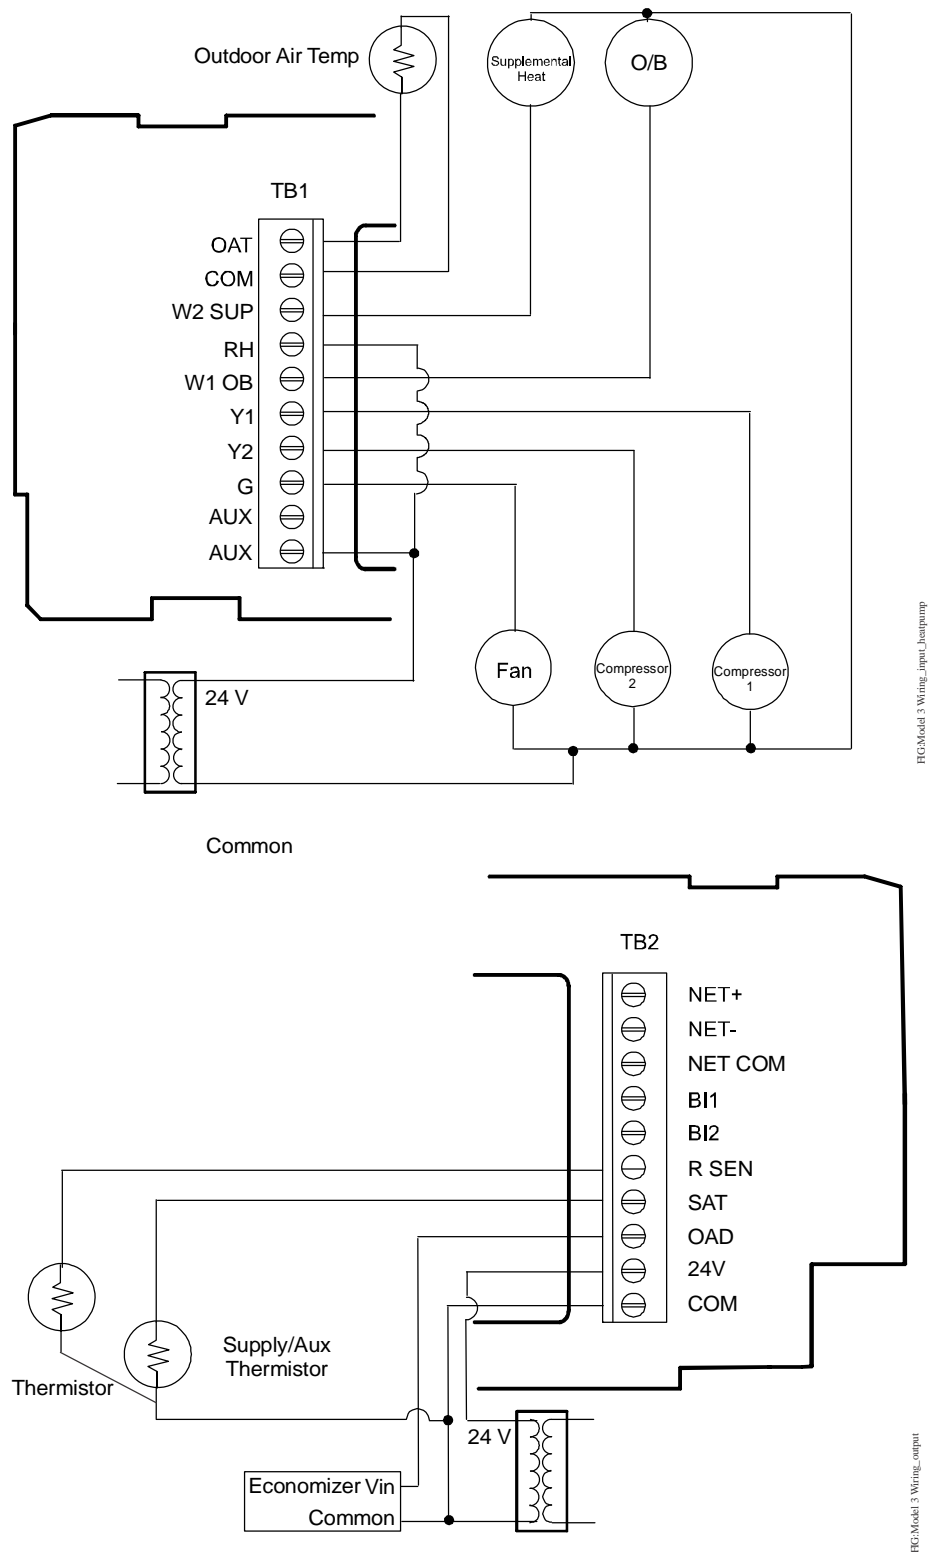 Outdoor Air Temp
Supplemental
Heat
O/B
TB1
OAT
COM
W2 SUP
RH
W1 OB
Y1
Y2
G
AUX
AUX
Fan
Compressor
2
Compressor
1
24 V
FIG:Model 3 Wiring_input_heatpump
Common
TB2
NET+
NET-
NET COM
BI1
BI2
R SEN
SAT
OAD
24V
COM
Supply/Aux
Thermistor
Thermistor
24 V
Economizer Vin
Common
FIG:Model 3 Wiring_output